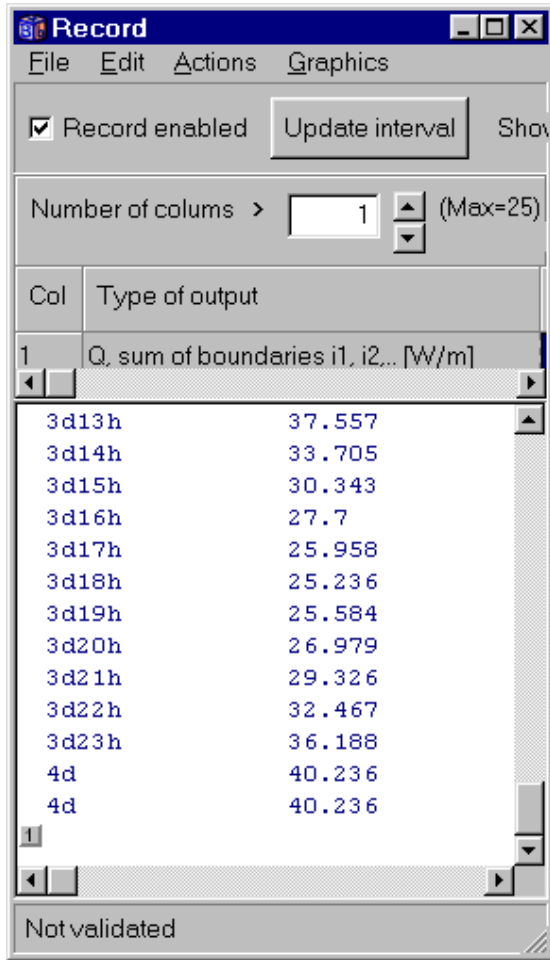 Record
File Edit Actions Graphics
Record enabled Update interval
Number of colums > 1 (Max=25)
Col Type of output
1 Q, sum of boundaries i1, i2,.. [W/m]
3d13h 37.557
3d14h 33.705
3d15h 30.343
3d16h 27.7
3d17h 25.958
3d18h 25.236
3d19h 25.584
3d20h 26.979
3d21h 29.326
3d22h 32.467
3d23h 36.188
4d 40.236
4d 40.236
1
Not validated